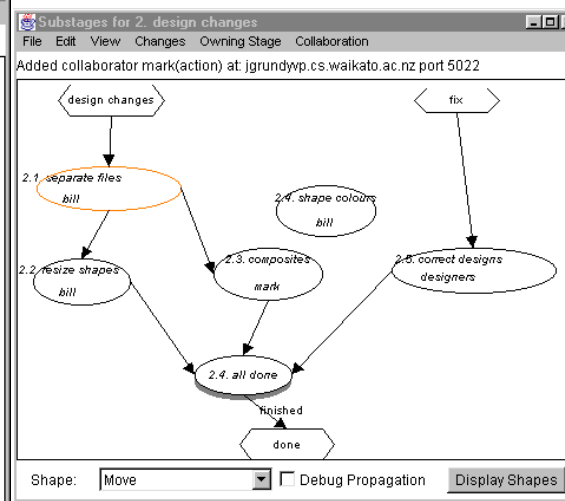 Substages for 2. design changes
File Edit View Changes Owning Stage Collaboration
Added collaborator mark(action) at: jgrundyvp.cs.waikato.ac.nz port 5022
design changes
fix
2.1. separate files
bill
2.4. shape colours
bill
2.2. resize shapes
bill
2.3. composites
mark
2.5. correct designs
designers
2.4. all done
finished
done
Shape: Move Debug Propagation Display Shapes